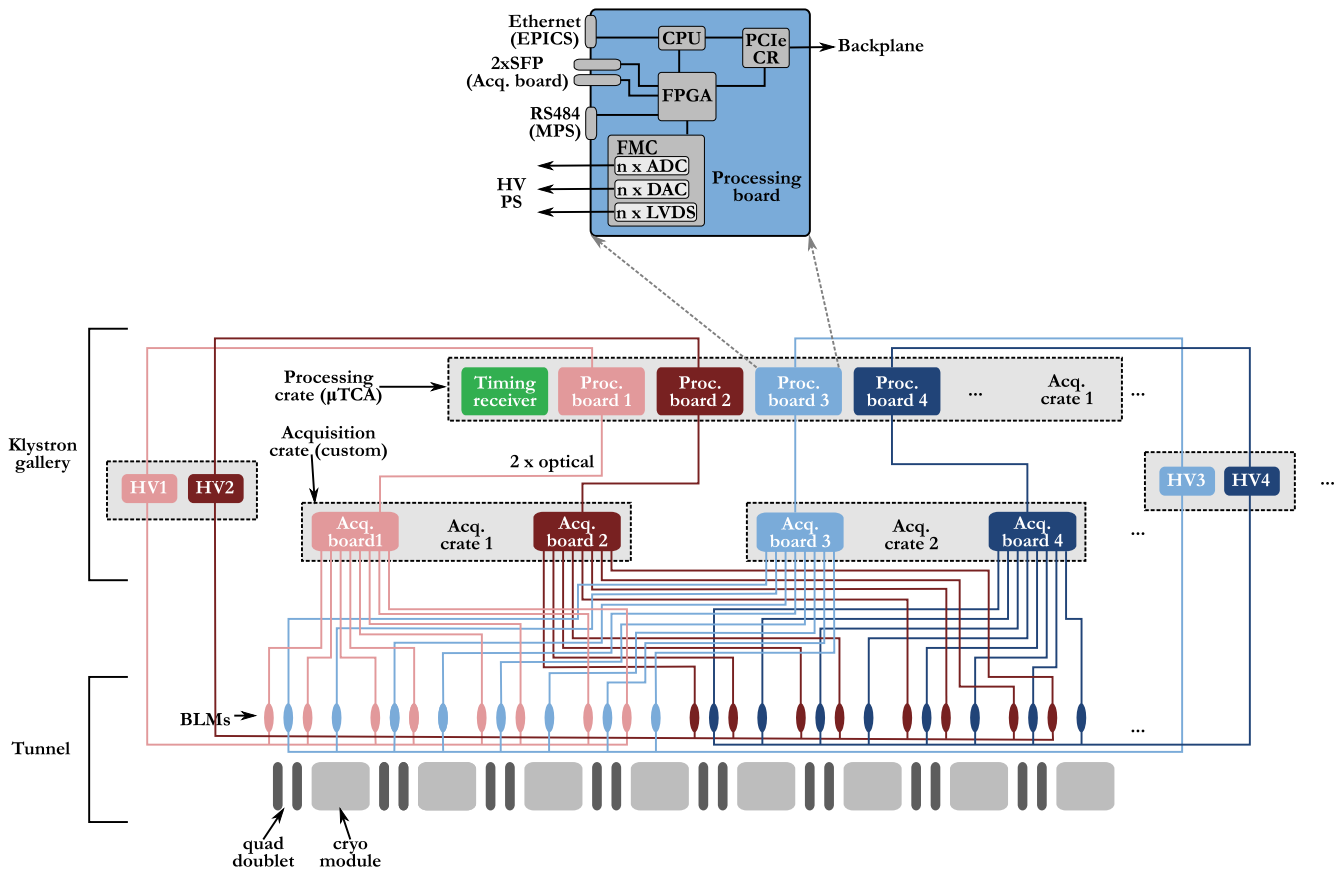 Ethernet
(EPICS)
CPU
PCIe
CR
Backplane
2xSFP
(Acq. board)
FPGA
RS484
(MPS)
FMC
n x ADC
n x DAC
n x LVDS
HV
PS
Processing
board
Processing
crate (µTCA)
Timing
receiver
Proc.
board 1
Proc.
board 2
Proc.
board 3
Proc.
board 4
...
Acq.
crate 1
...
Klystron
gallery
Acquisition
crate (custom)
2 x optical
HV1
HV2
HV3
HV4
...
Acq.
board1
Acq.
crate 1
Acq.
board 2
Acq.
board 3
Acq.
crate 2
Acq.
board 4
...
BLMs
...
Tunnel
quad
doublet
cryo
module